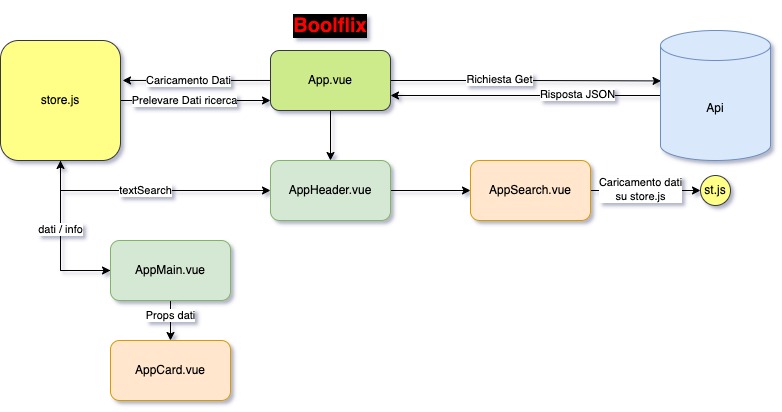 Boolflix
store.js
Caricamento Dati
Prelevare Dati ricerca
App.vue
Richiesta Get
Risposta JSON
Api
textSearch
AppHeader.vue
AppSearch.vue
Caricamento dati
su store.js
st.js
dati / info
AppMain.vue
Props dati
AppCard.vue